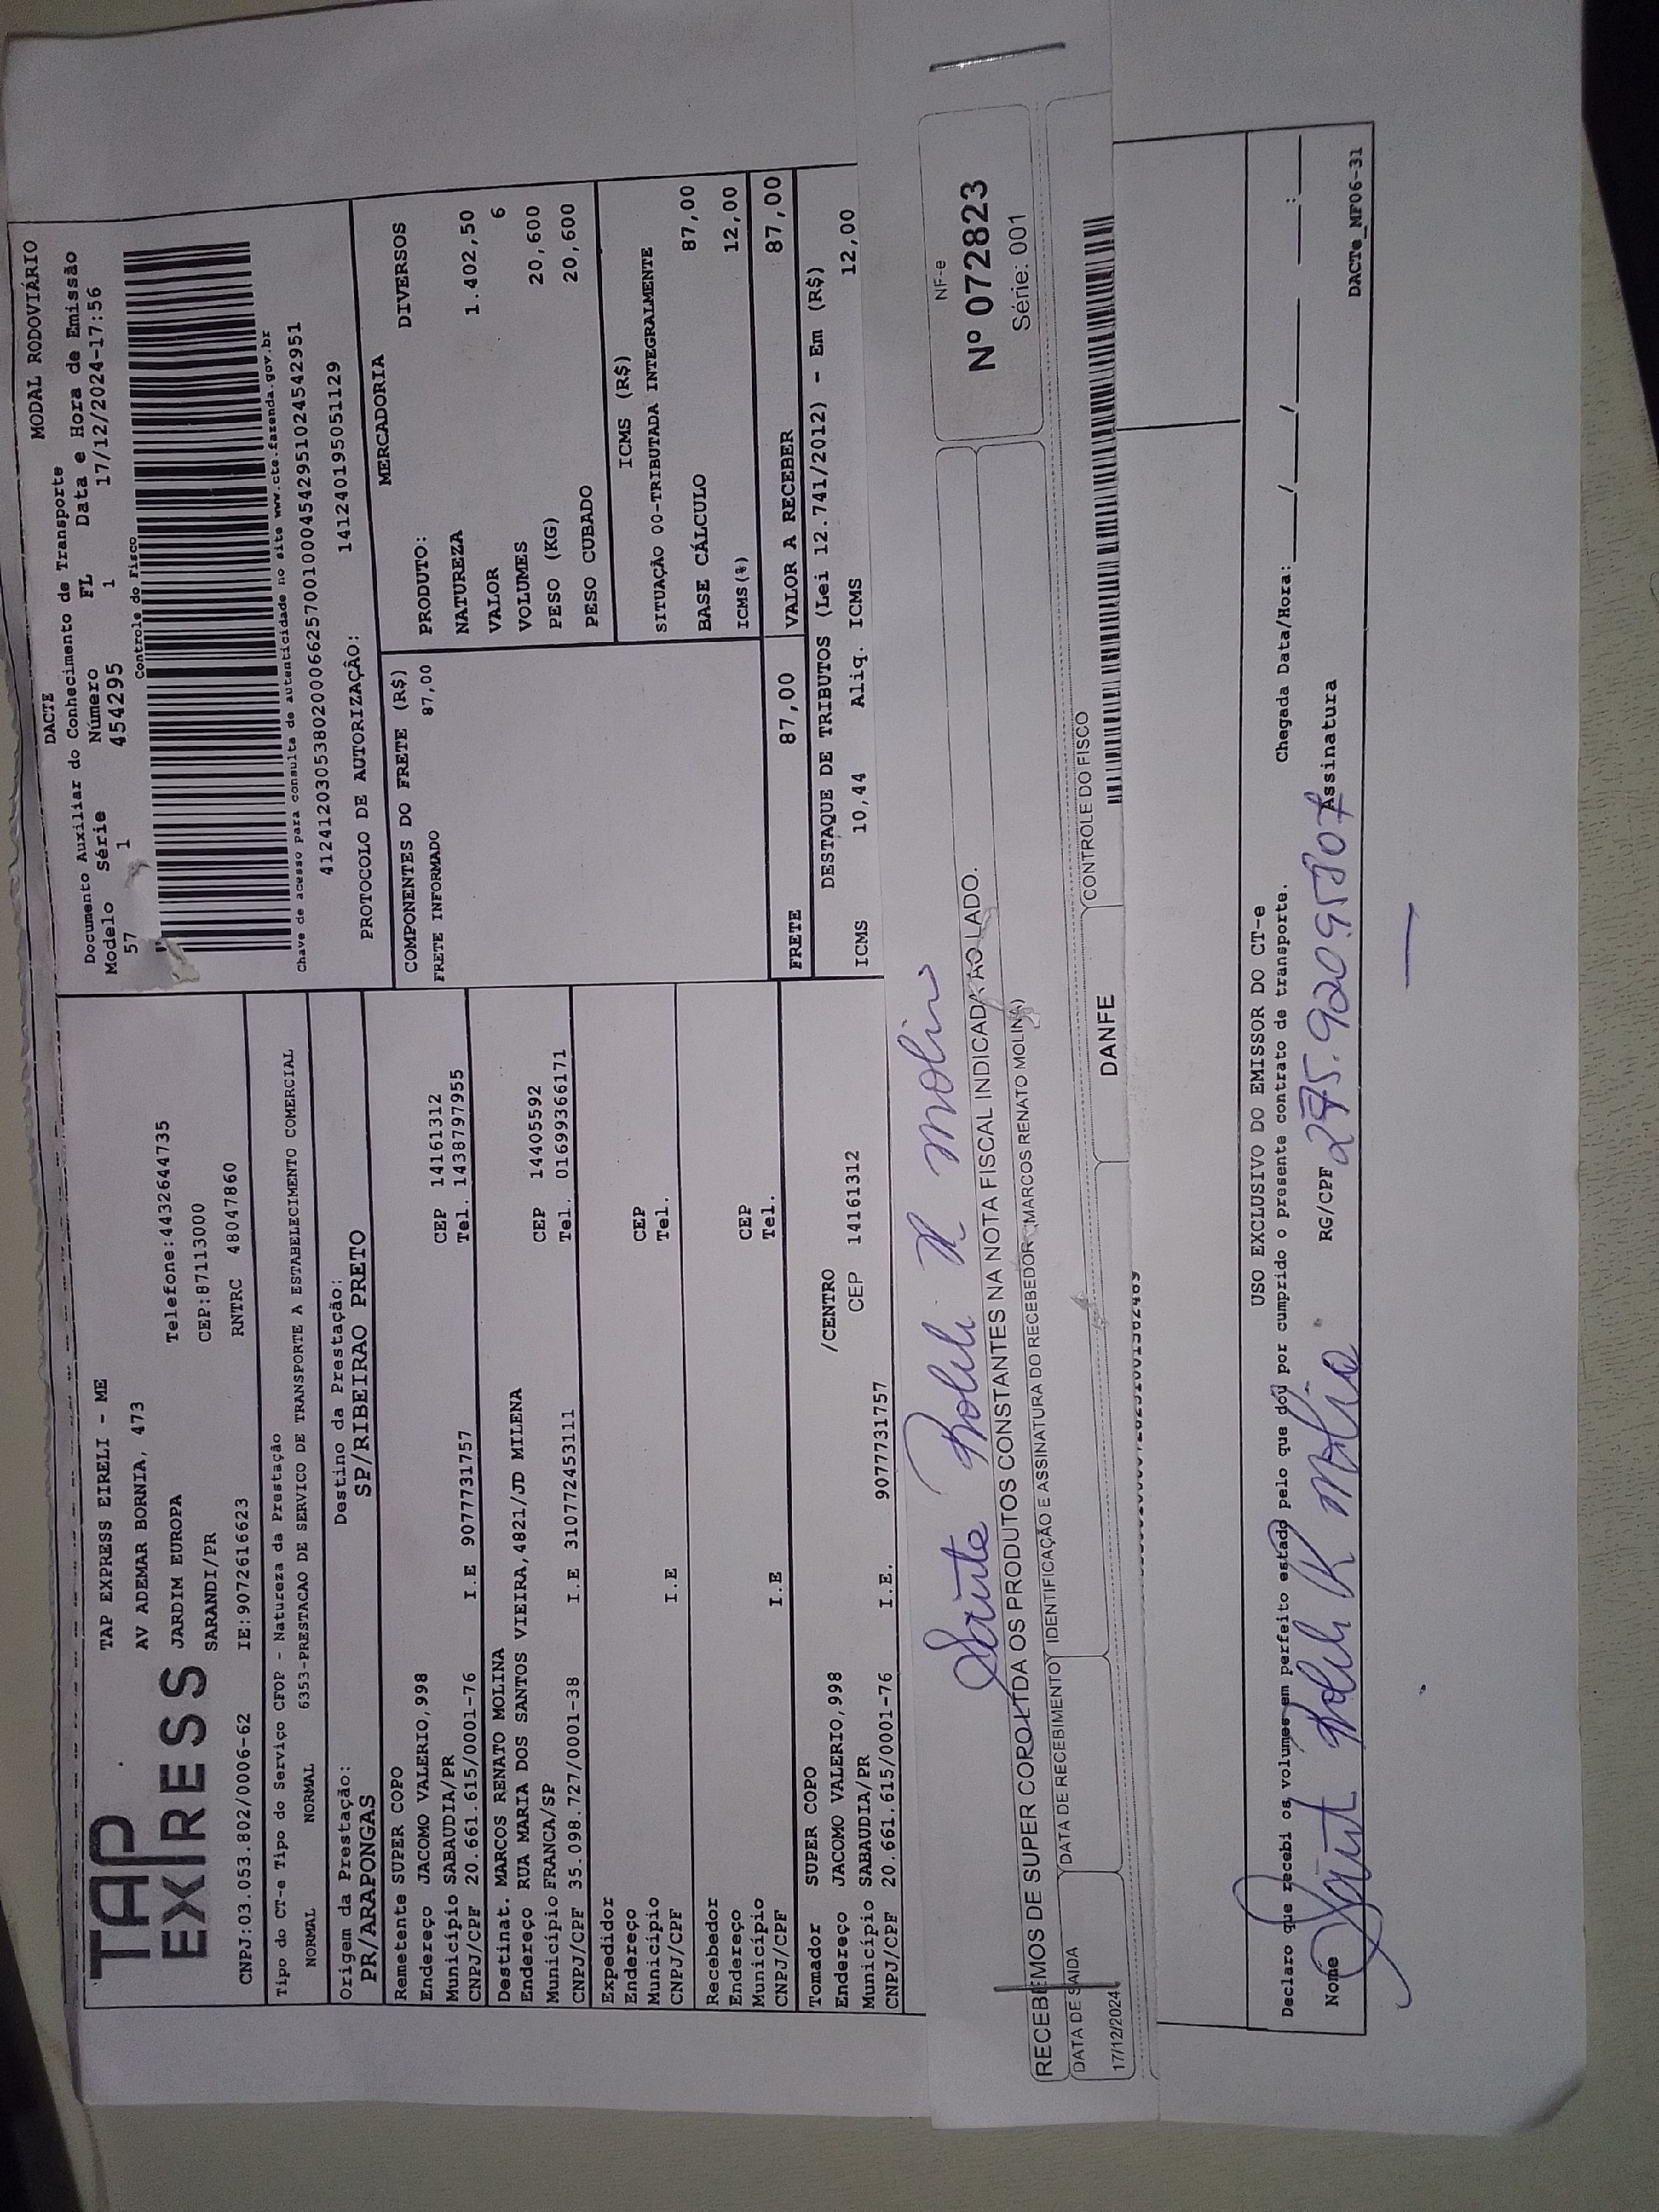 DACTE
MODAL RODOVIÁRIO
Documento Auxiliar do Conhecimento de Transporte
Modelo Série Número FL Data e Hora de Emissão
57 1 454295 1 17/12/2024-17:56
Controle do Fisco
Chave de acesso para consulta de autenticidade no site www.cte.fazenda.gov.br
41241203053802000662570010004542951024542951
PROTOCOLO DE AUTORIZAÇÃO: 141240195051129
TAP EXPRESS
TAP EXPRESS EIRELI - ME
AV ADEMAR BORNIA, 473
JARDIM EUROPA Telefone:4432644735
SARANDI/PR CEP:87113000
CNPJ:03.053.802/0006-62 IE:9072616623 RNTRC 48047860
Tipo do CT-e Tipo do Serviço CFOP - Natureza da Prestação
NORMAL NORMAL 6353-PRESTACAO DE SERVICO DE TRANSPORTE A ESTABELECIMENTO COMERCIAL
Origem da Prestação: Destino da Prestação:
PR/ARAPONGAS SP/RIBEIRAO PRETO
Remetente SUPER COPO
Endereço JACOMO VALERIO,998
Município SABAUDIA/PR CEP 14161312
CNPJ/CPF 20.661.615/0001-76 I.E 9077731757 Tel. 1438797955
Destinat. MARCOS RENATO MOLINA
Endereço RUA MARIA DOS SANTOS VIEIRA,4821/JD MILENA
Município FRANCA/SP CEP 14405592
CNPJ/CPF 35.098.727/0001-38 I.E 310772453111 Tel. 016993661​71
Expedidor
Endereço
Município CEP
CNPJ/CPF I.E Tel.
Recebedor
Endereço
Município CEP
CNPJ/CPF I.E Tel.
Tomador SUPER COPO
Endereço JACOMO VALERIO,998 /CENTRO
Município SABAUDIA/PR CEP 14161312
CNPJ/CPF 20.661.615/0001-76 I.E. 9077731757
COMPONENTES DO FRETE (R$)
FRETE INFORMADO 87,00
MERCADORIA
PRODUTO: DIVERSOS
NATUREZA
VALOR 1.402,50
VOLUMES 6
PESO (KG) 20,600
PESO CUBADO 20,600
ICMS (R$)
SITUAÇÃO 00-TRIBUTADA INTEGRALMENTE
BASE CÁLCULO 87,00
ICMS(%) 12,00
FRETE 87,00 VALOR A RECEBER 87,00
DESTAQUE DE TRIBUTOS (Lei 12.741/2012) - Em (R$)
ICMS 10,44 Aliq. ICMS 12,00
R Molina
RECEBEMOS DE SUPER COPO LTDA OS PRODUTOS CONSTANTES NA NOTA FISCAL INDICADA AO LADO.
DATA DE SAIDA DATA DE RECEBIMENTO IDENTIFICAÇÃO E ASSINATURA DO RECEBEDOR (MARCOS RENATO MOLINA)
17/12/2024
NF-e
Nº 072823
Série: 001
DANFE
CONTROLE DO FISCO
USO EXCLUSIVO DO EMISSOR DO CT-e
Declaro que recebi os volumes em perfeito estado pelo que dou por cumprido o presente contrato de transporte. Chegada Data/Hora: ___/___/_____ ___:___
Nome R Molina RG/CPF Assinatura
DACTe_MF06-31